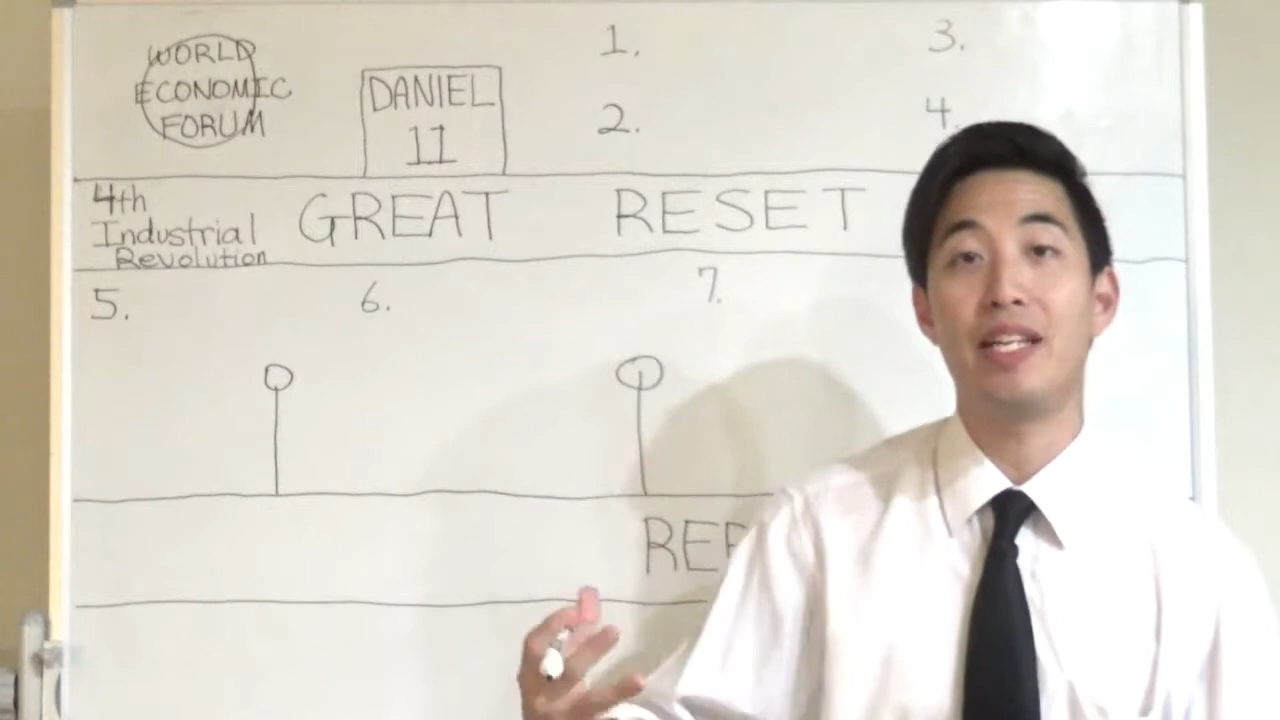 WORLD
ECONOMIC
FORUM
DANIEL
11
1.
2.
3.
4.
4th
Industrial
Revolution
GREAT RESET
5.
6.
7.